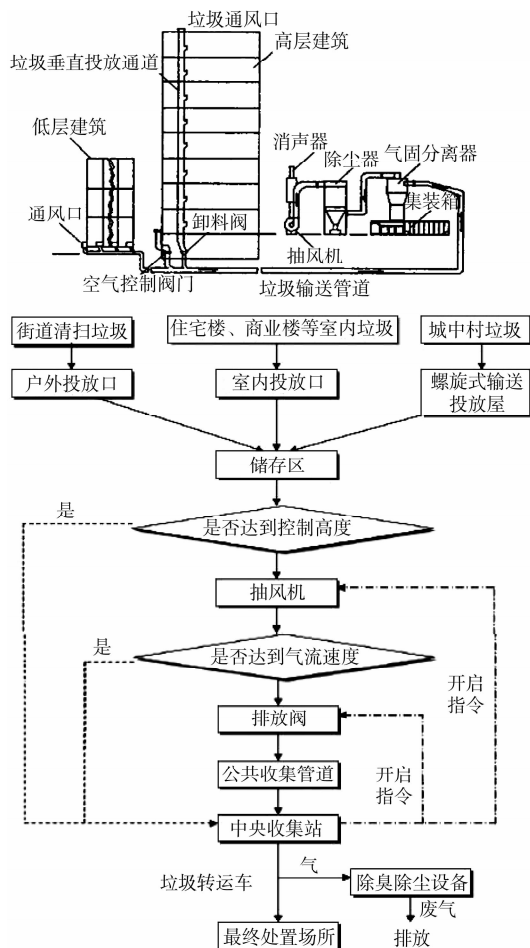 垃圾通风口
高层建筑
垃圾垂直投放通道
低层建筑
消声器
除尘器
气固分离器
集装箱
通风口
卸料阀
抽风机
空气控制阀门
垃圾输送管道
街道清扫垃圾
住宅楼、商业楼等室内垃圾
城中村垃圾
户外投放口
室内投放口
螺旋式输送
投放屋
储存区
是
是否达到控制高度
抽风机
是
是否达到气流速度
开启
指令
排放阀
公共收集管道
开启
指令
中央收集站
气
垃圾转运车
除臭除尘设备
废气
最终处置场所
排放